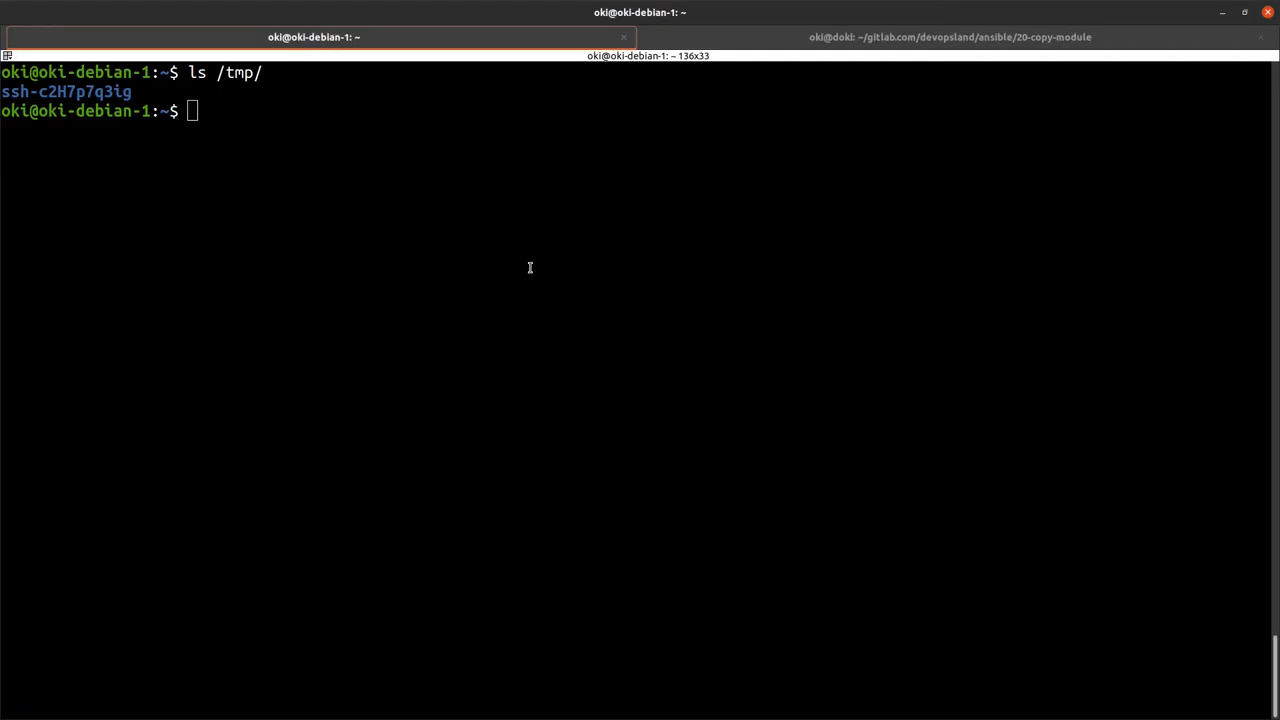 oki@oki-debian-1: ~
oki@oki-debian-1: ~
oki@doki: ~/gitlab.com/devopsland/ansible/20-copy-module
oki@oki-debian-1: ~ 136x33
oki@oki-debian-1:~$ ls /tmp/
ssh-c2H7p7q3ig
oki@oki-debian-1:~$